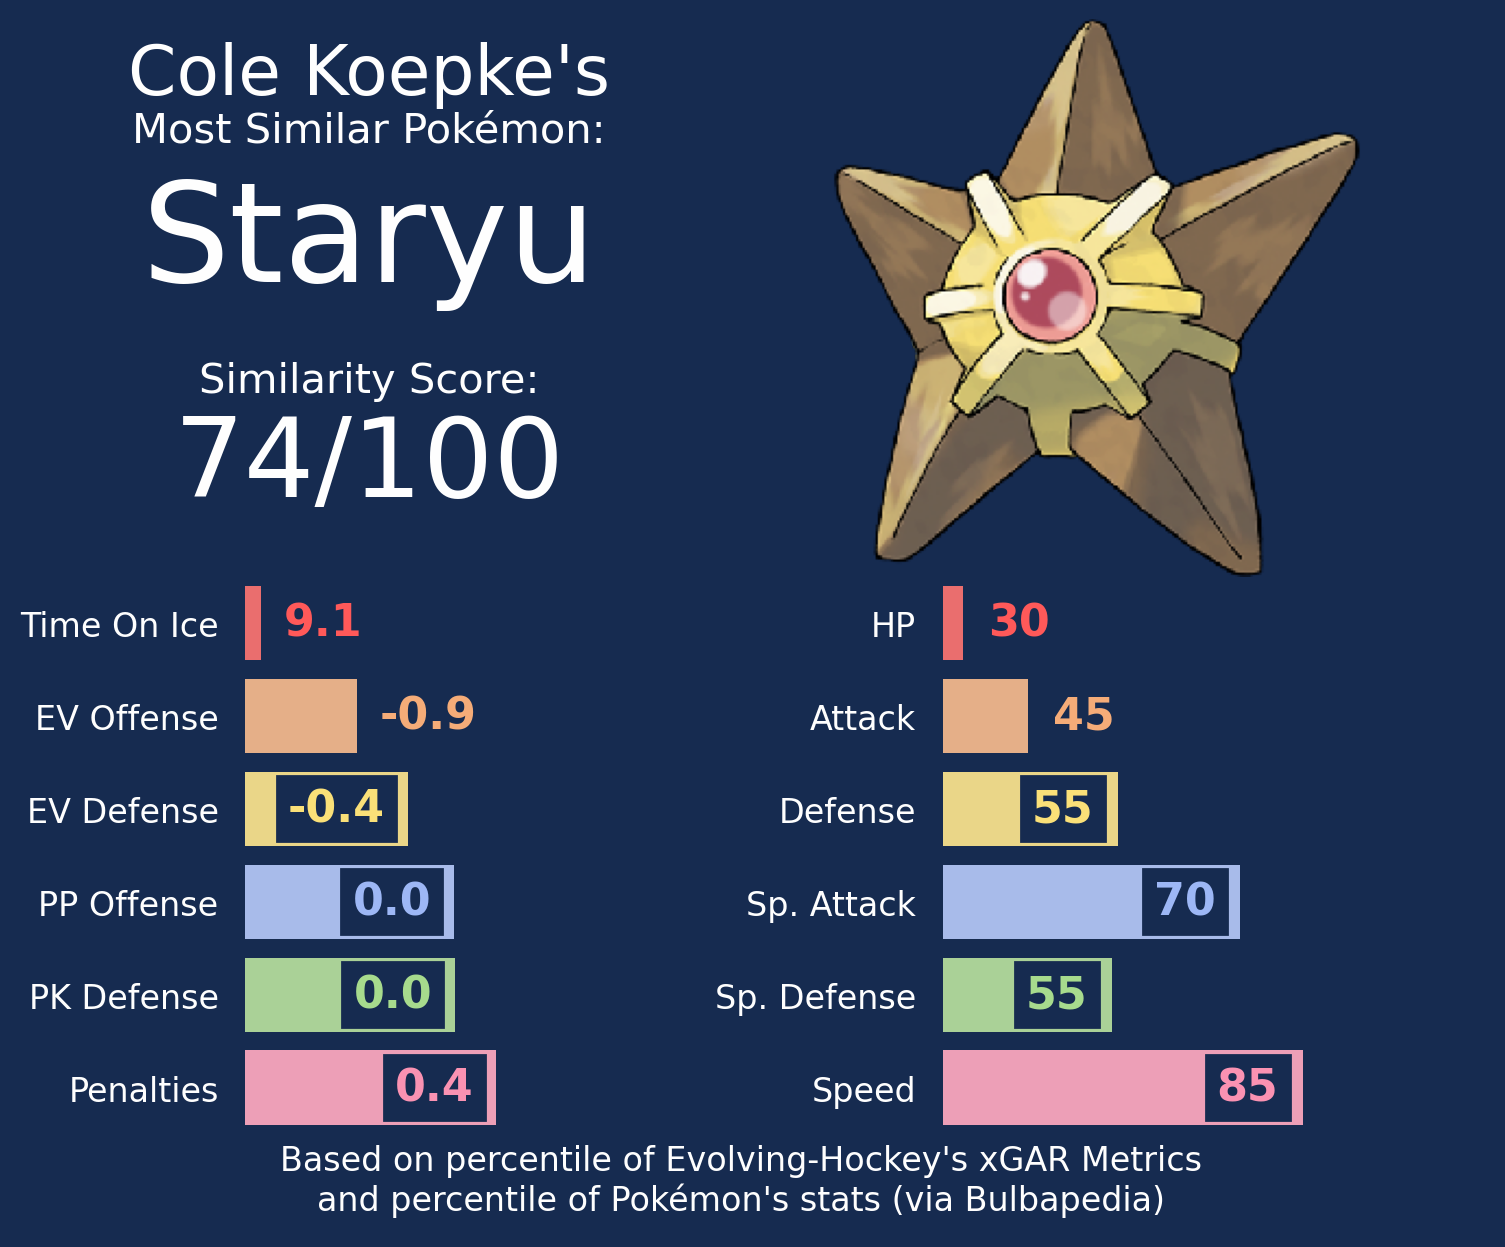 Cole Koepke's
Most Similar Pokémon:
Staryu
Similarity Score:
74/100
Time On Ice 9.1
EV Offense -0.9
EV Defense -0.4
PP Offense 0.0
PK Defense 0.0
Penalties 0.4
HP 30
Attack 45
Defense 55
Sp. Attack 70
Sp. Defense 55
Speed 85
Based on percentile of Evolving-Hockey's xGAR Metrics
and percentile of Pokémon's stats (via Bulbapedia)